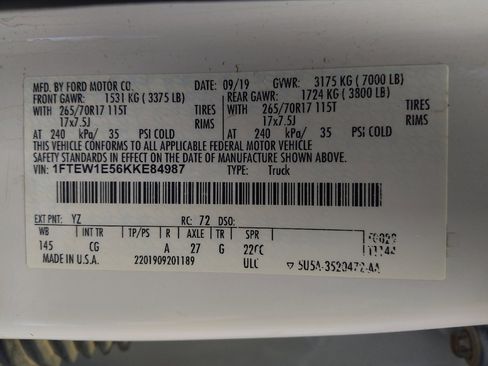 MFD. BY FORD MOTOR CO. DATE: 09/19 GVWR: 3175 KG ( 7000 LB)
FRONT GAWR: 1531 KG ( 3375 LB) REAR GAWR: 1724 KG ( 3800 LB)
WITH 265/70R17 115T TIRES WITH 265/70R17 115T TIRES
17x7.5J RIMS 17x7.5J RIMS
AT 240 kPa/ 35 PSI COLD AT 240 kPa/ 35 PSI COLD
THIS VEHICLE CONFORMS TO ALL APPLICABLE FEDERAL MOTOR VEHICLE
SAFETY STANDARDS IN EFFECT ON THE DATE OF MANUFACTURE SHOWN ABOVE.
VIN: 1FTEW1E56KKE84987 TYPE: Truck
EXT PNT: YZ RC: 72 DSO:
WB INT TR TP/PS R AXLE TR SPR
145 CG A 27 G
MADE IN U.S.A. 2201909201189